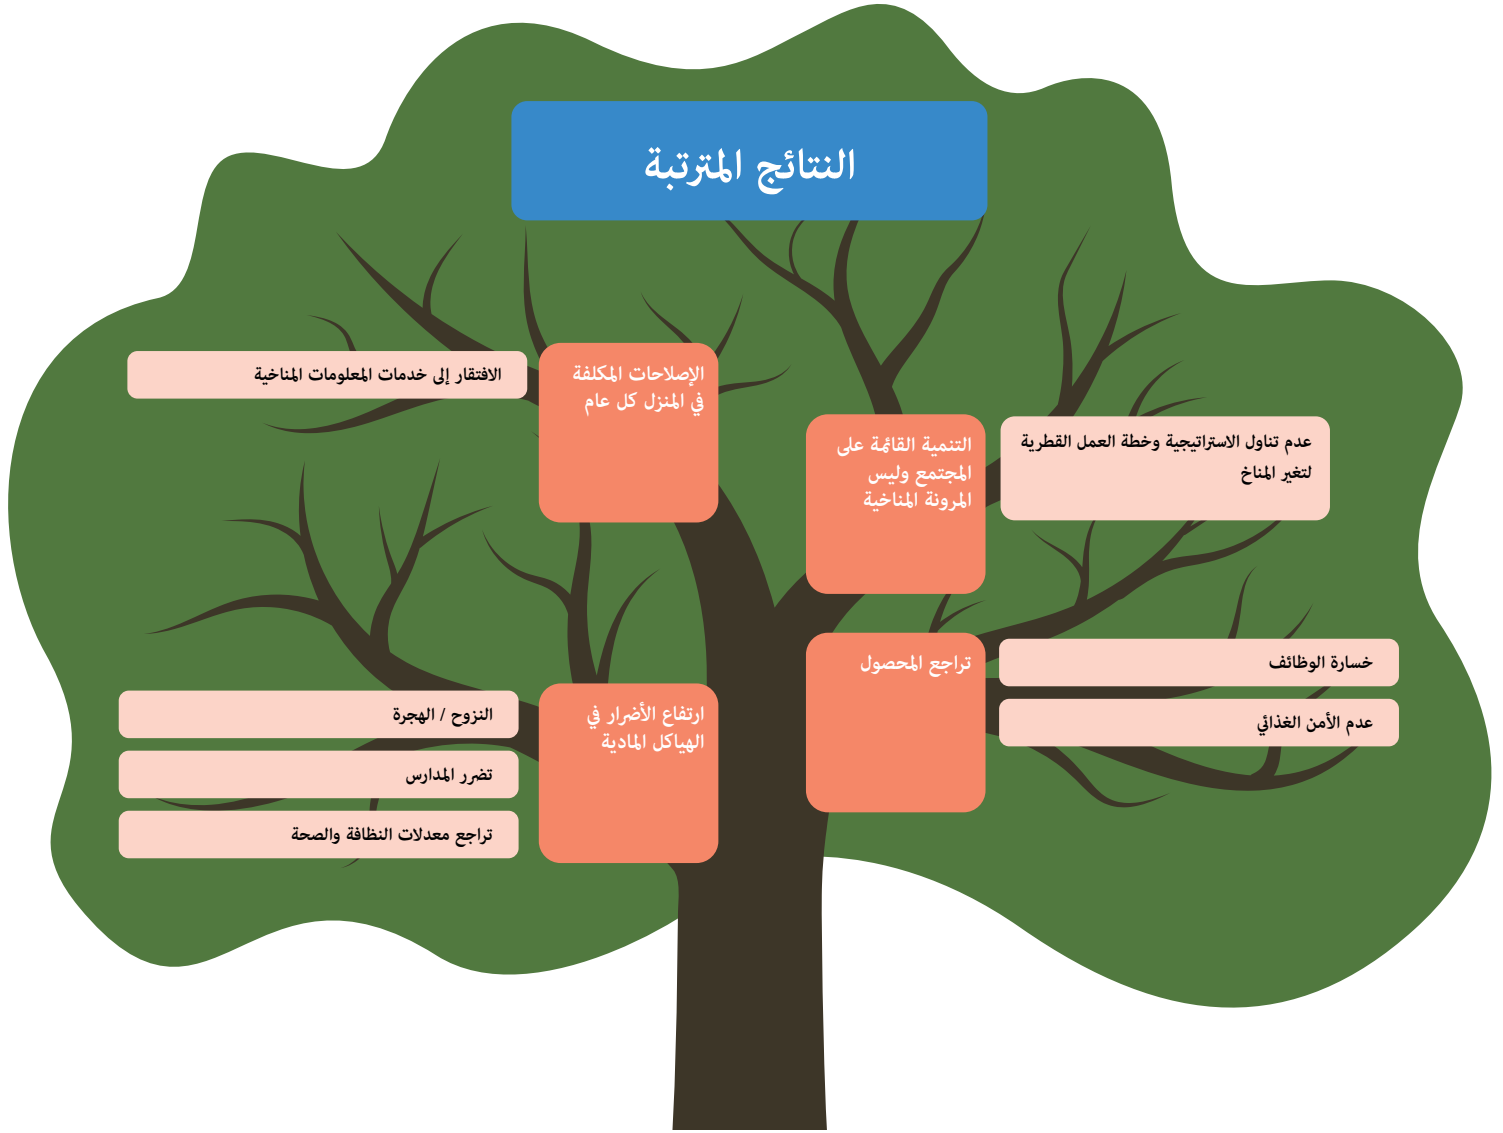 النتائج المترتبة
الإصلاحات المكلفة
في المنزل كل عام
الافتقار إلى خدمات المعلومات المناخية
التنمية القائمة على
المجتمع وليس
المرونة المناخية
عدم تناول الاستراتيجية وخطة العمل القطرية
لتغير المناخ
تراجع المحصول
خسارة الوظائف
عدم الأمن الغذائي
ارتفاع الأضرار في
الهياكل المادية
النزوح / الهجرة
تضرر المدارس
تراجع معدلات النظافة والصحة